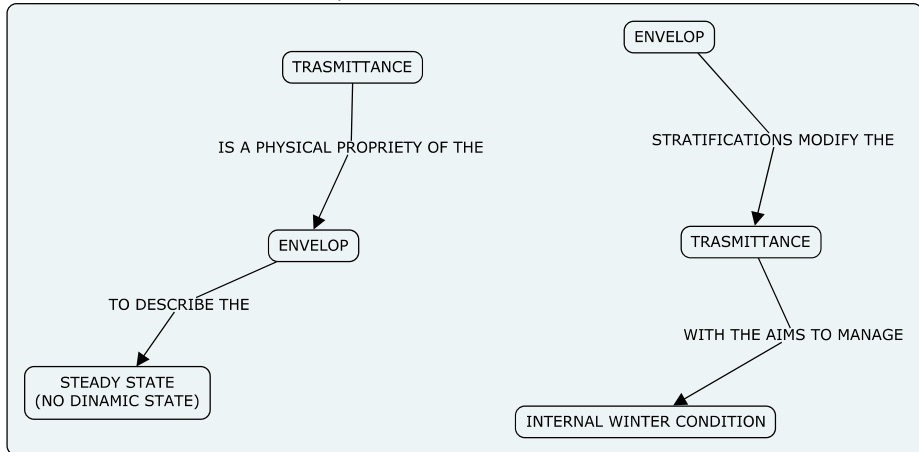 TRASMITTANCE
IS A PHYSICAL PROPRIETY OF THE
ENVELOP
TO DESCRIBE THE
STEADY STATE
(NO DINAMIC STATE)
ENVELOP
STRATIFICATIONS MODIFY THE
TRASMITTANCE
WITH THE AIMS TO MANAGE
INTERNAL WINTER CONDITION